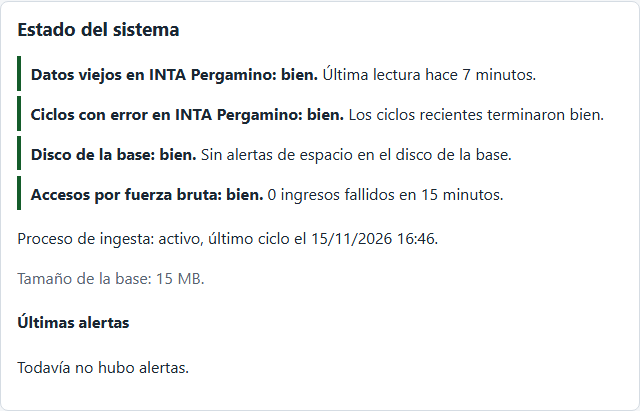 Estado del sistema
Datos viejos en INTA Pergamino: bien. Última lectura hace 7 minutos.
Ciclos con error en INTA Pergamino: bien. Los ciclos recientes terminaron bien.
Disco de la base: bien. Sin alertas de espacio en el disco de la base.
Accesos por fuerza bruta: bien. 0 ingresos fallidos en 15 minutos.
Proceso de ingesta: activo, último ciclo el 15/11/2026 16:46.
Tamaño de la base: 15 MB.
Últimas alertas
Todavía no hubo alertas.